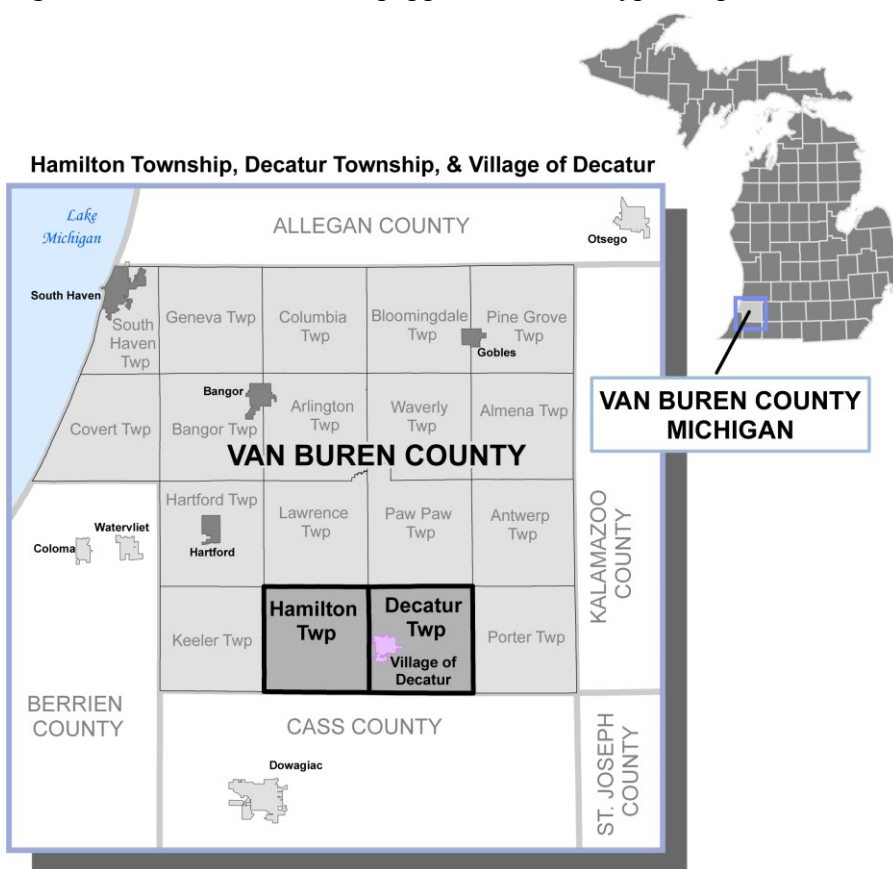 Hamilton Township, Decatur Township, & Village of Decatur
Lake
Michigan
ALLEGAN COUNTY
Otsego
South Haven
South
Haven
Twp
Geneva Twp
Columbia
Twp
Bloomingdale
Twp
Pine Grove
Twp
Gobles
Bangor
Covert Twp
Bangor Twp
Arlington
Twp
Waverly
Twp
Almena Twp
VAN BUREN COUNTY
VAN BUREN COUNTY
MICHIGAN
Hartford Twp
Hartford
Lawrence
Twp
Paw Paw
Twp
Antwerp
Twp
Coloma
Watervliet
KALAMAZOO
COUNTY
Keeler Twp
Hamilton
Twp
Decatur
Twp
Village of
Decatur
Porter Twp
BERRIEN
COUNTY
CASS COUNTY
Dowagiac
ST. JOSEPH
COUNTY